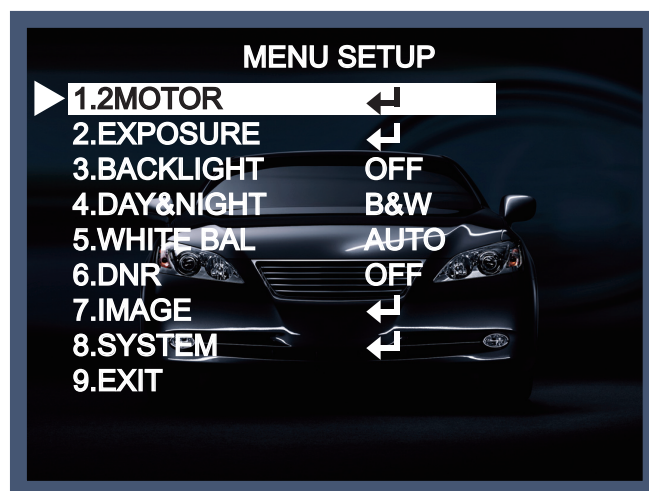 MENU SETUP
1.2MOTOR ↵
2.EXPOSURE ↵
3.BACKLIGHT OFF
4.DAY&NIGHT B&W
5.WHITE BAL AUTO
6.DNR OFF
7.IMAGE ↵
8.SYSTEM ↵
9.EXIT